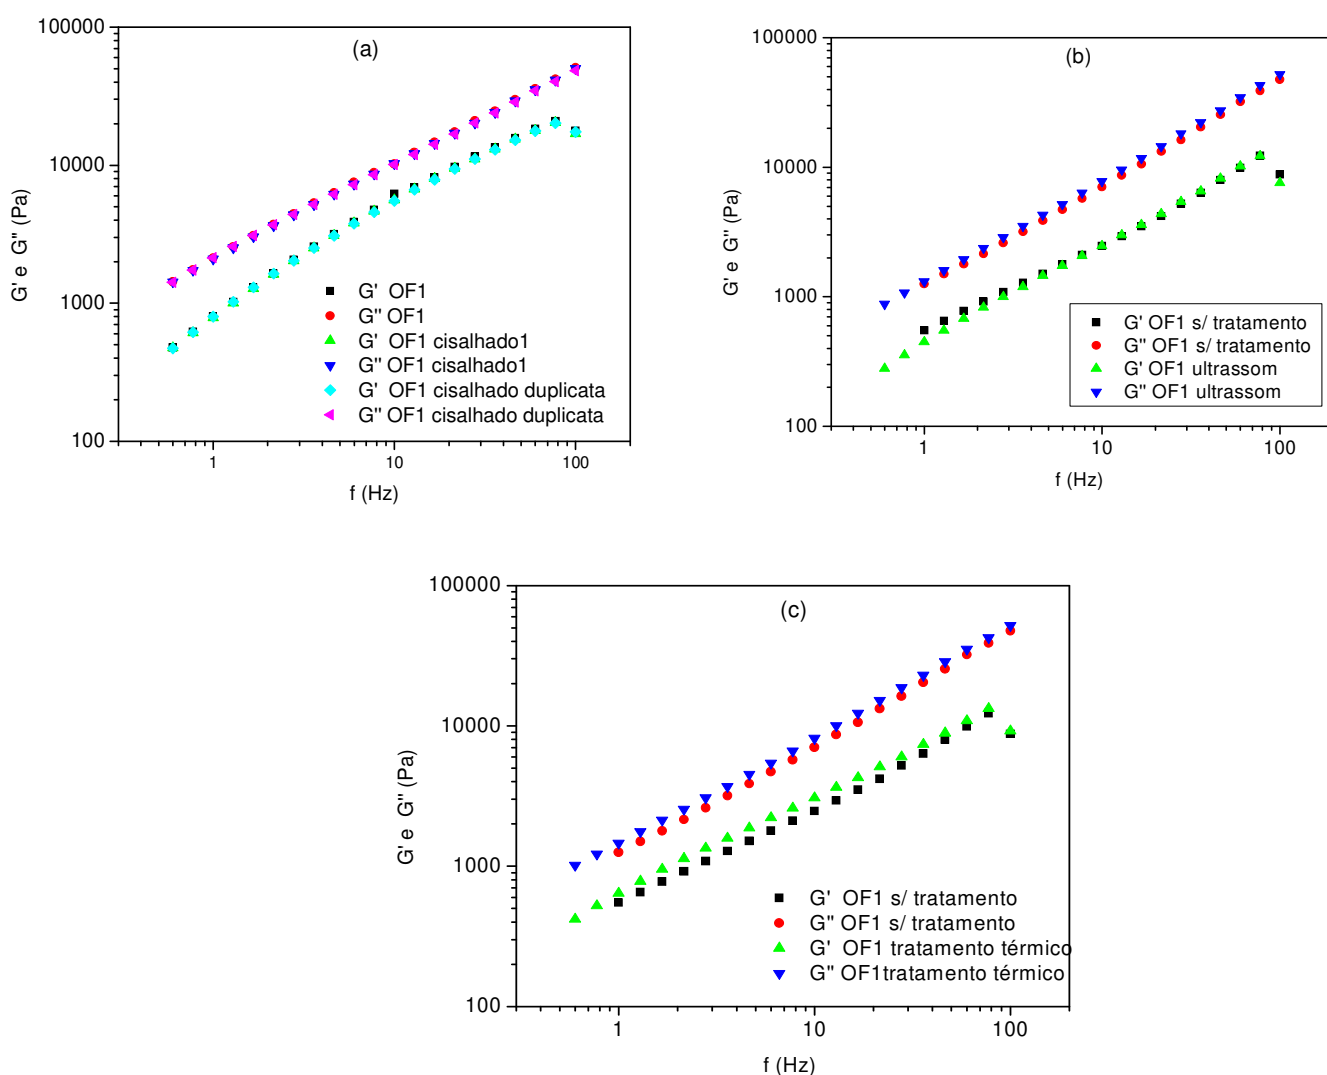 (a)
100000
10000
1000
100
G' e G'' (Pa)
G' OF1
G'' OF1
G' OF1 cisalhado1
G'' OF1 cisalhado1
G' OF1 cisalhado duplicata
G'' OF1 cisalhado duplicata
1
10
100
f (Hz)
(b)
100000
10000
1000
100
G' e G'' (Pa)
G' OF1 s/ tratamento
G'' OF1 s/ tratamento
G' OF1 ultrassom
G'' OF1 ultrassom
1
10
100
f (Hz)
(c)
100000
10000
1000
100
G' e G'' (Pa)
G' OF1 s/ tratamento
G'' OF1 s/ tratamento
G' OF1 tratamento térmico
G'' OF1tratamento térmico
1
10
100
f (Hz)